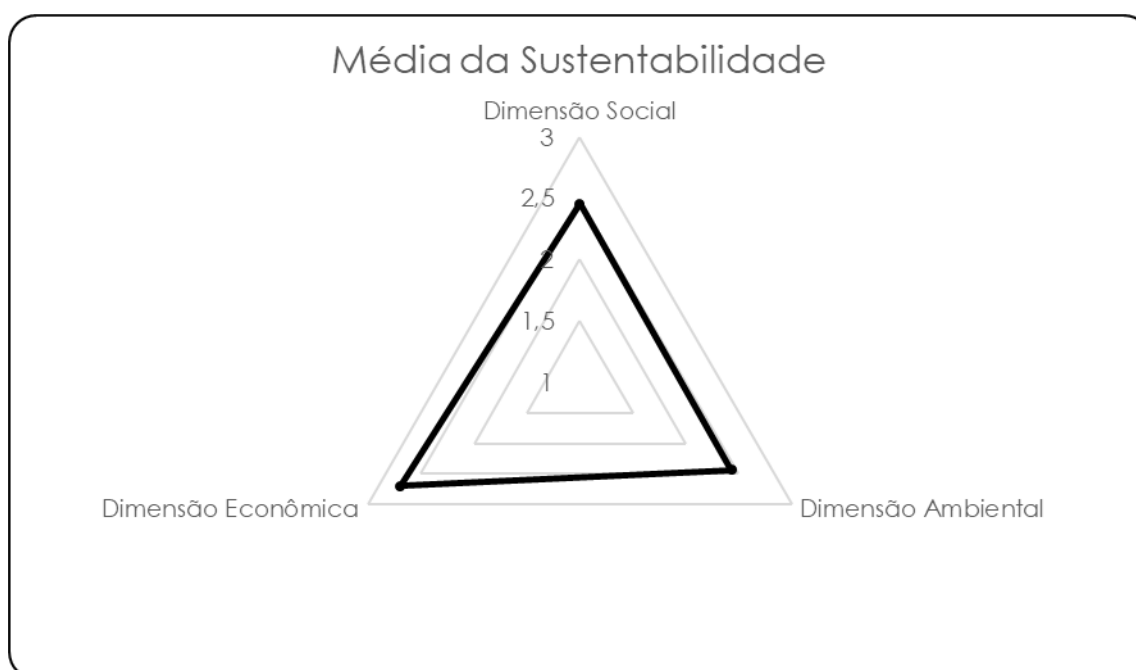 Média da Sustentabilidade
Dimensão Social
3
2,5
2
1,5
1
Dimensão Econômica
Dimensão Ambiental